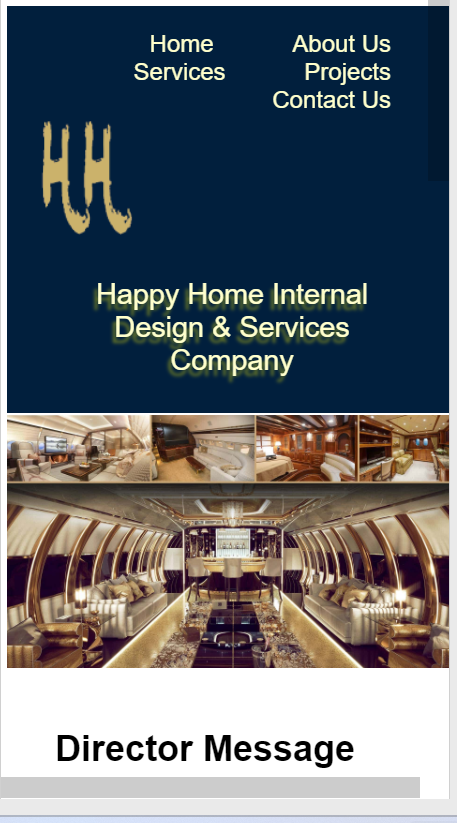 Home About Us
Services Projects
Contact Us
HH
Happy Home Internal
Design & Services
Company
Director Message